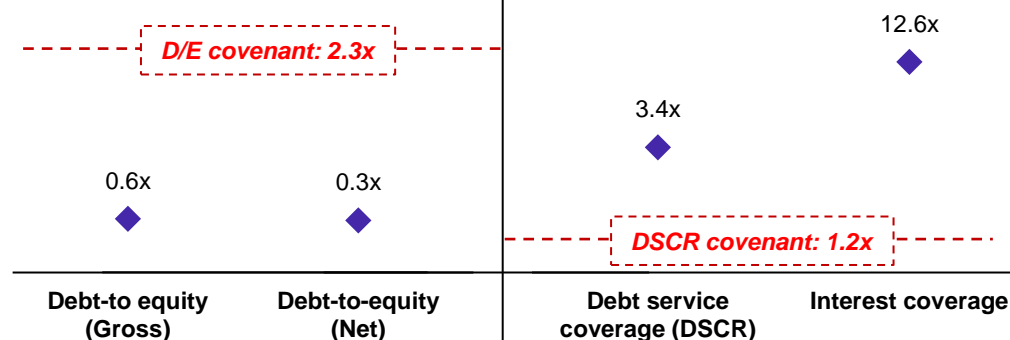 D/E covenant: 2.3x
0.6x
0.3x
12.6x
3.4x
DSCR covenant: 1.2x
Debt-to equity
(Gross)
Debt-to-equity
(Net)
Debt service
coverage (DSCR)
Interest coverage